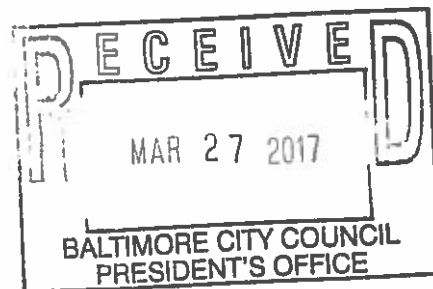 RECEIVED
MAR 27 2017
BALTIMORE CITY COUNCIL
PRESIDENT'S OFFICE